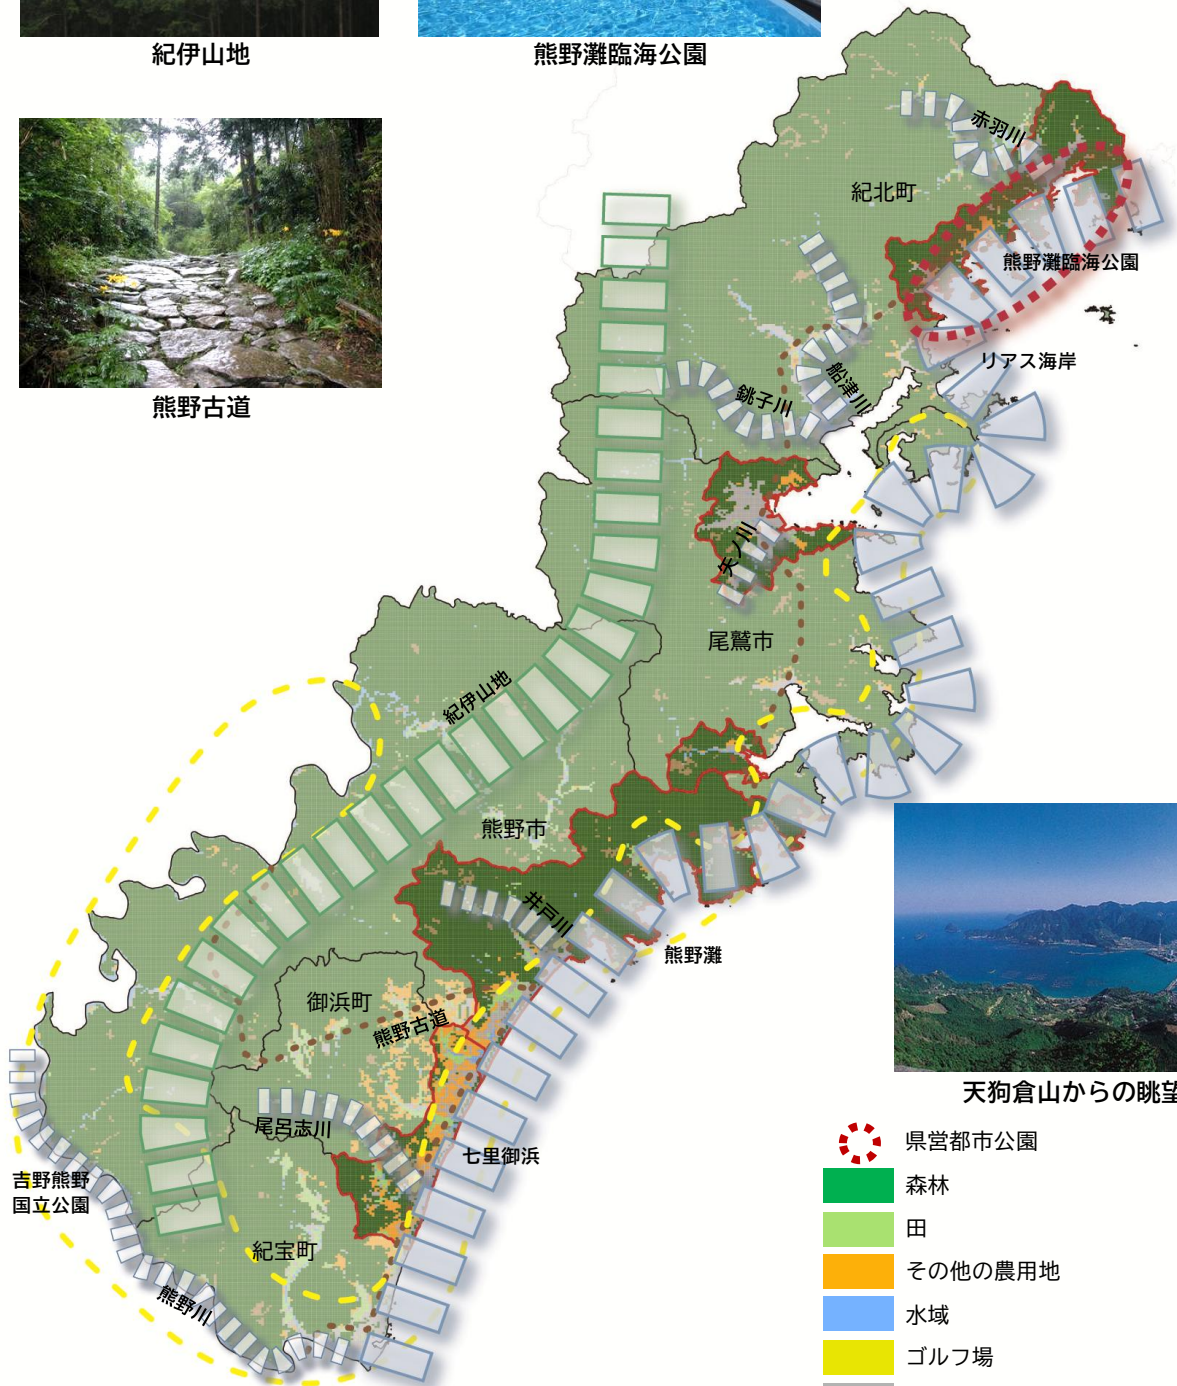 紀伊山地
熊野灘臨海公園
熊野古道
赤羽川
紀北町
熊野灘臨海公園
リアス海岸
船津川
銚子川
矢ノ川
尾鷲市
紀伊山地
熊野市
井戸川
熊野灘
御浜町
熊野古道
尾呂志川
七里御浜
吉野熊野
国立公園
紀宝町
熊野川
天狗倉山からの眺望
県営都市公園
森林
田
その他の農用地
水域
ゴルフ場